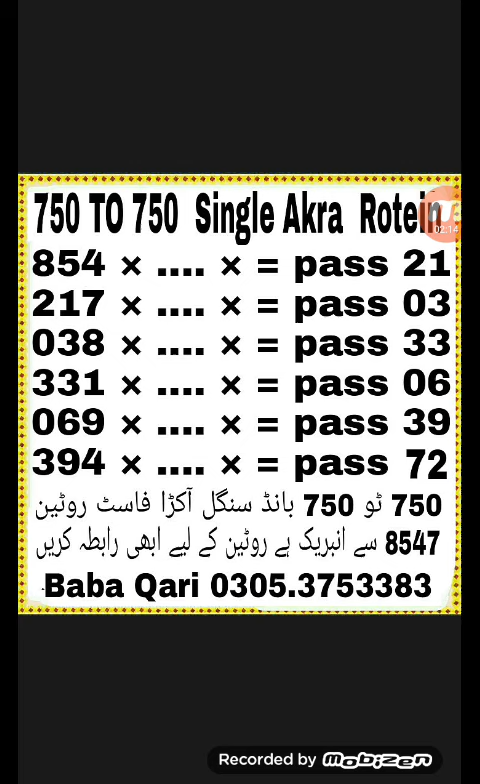 750 TO 750 Single Akra Rotein
02:14
854 × .... × = pass 21
217 × .... × = pass 03
038 × .... × = pass 33
331 × .... × = pass 06
069 × .... × = pass 39
394 × .... × = pass 72
750 ٹو 750 بانڈ سنگل آکڑا فاسٹ روٹین
8547 سے انبریک ہے روٹین کے لیے ابھی رابطہ کریں
Baba Qari 0305.3753383
Recorded by mobizen